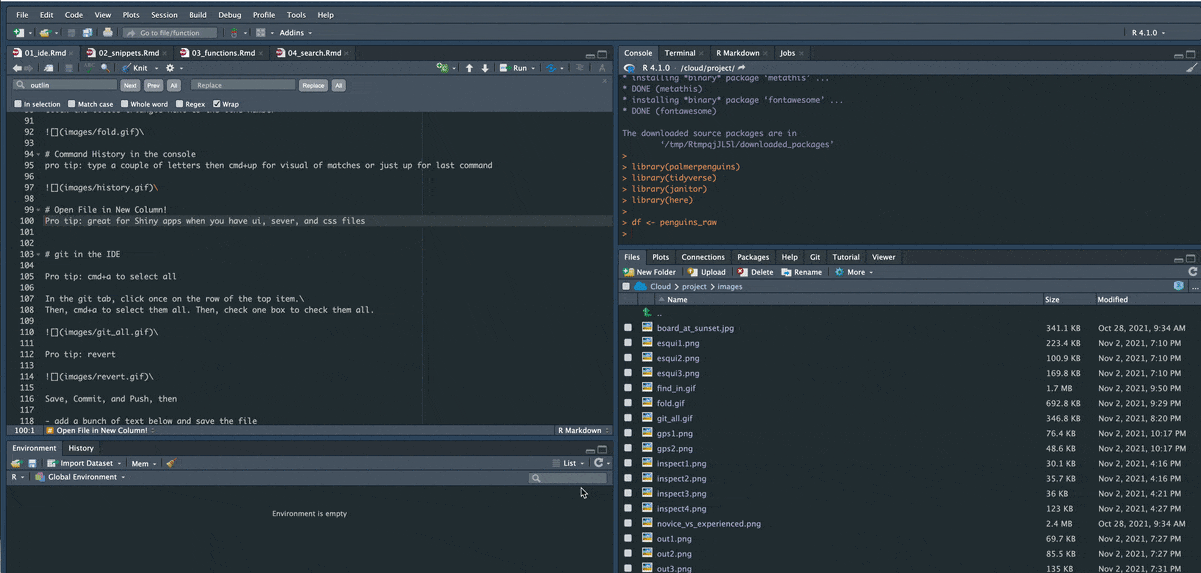 File Edit Code View Plots Session Build Debug Profile Tools Help
Go to file/function Addins R 4.1.0
01_ide.Rmd 02_snippets.Rmd 03_functions.Rmd 04_search.Rmd
Knit Run
outlin Next Prev All Replace Replace All
In selection Match case Whole word Regex Wrap
91
92 ![](images/fold.gif)\
93
94 # Command History in the console
95 pro tip: type a couple of letters then cmd+up for visual of matches or just up for last command
96
97 ![](images/history.gif)\
98
99 # Open File in New Column!
100 Pro tip: great for Shiny apps when you have ui, sever, and css files
101
102
103 # git in the IDE
104
105 Pro tip: cmd+a to select all
106
107 In the git tab, click once on the row of the top item.\
108 Then, cmd+a to select them all. Then, check one box to check them all.
109
110 ![](images/git_all.gif)\
111
112 Pro tip: revert
113
114 ![](images/revert.gif)\
115
116 Save, Commit, and Push, then
117
118 - add a bunch of text below and save the file
100:1 # Open File in New Column! R Markdown
Environment History
Import Dataset Mem List
R Global Environment
Environment is empty
Console Terminal R Markdown Jobs
R 4.1.0 · /cloud/project/
* installing *binary* package 'metathis' ...
* DONE (metathis)
* installing *binary* package 'fontawesome' ...
* DONE (fontawesome)
The downloaded source packages are in
'/tmp/RtmpqjJL5l/downloaded_packages'
>
> library(palmerpenguins)
> library(tidyverse)
> library(janitor)
> library(here)
>
> df <- penguins_raw
>
Files Plots Connections Packages Help Git Tutorial Viewer
New Folder Upload Delete Rename More
Cloud > project > images ...
Name Size Modified
..
board_at_sunset.jpg 341.1 KB Oct 28, 2021, 9:34 AM
esqui1.png 223.4 KB Nov 2, 2021, 7:10 PM
esqui2.png 100.9 KB Nov 2, 2021, 7:10 PM
esqui3.png 169.8 KB Nov 2, 2021, 7:10 PM
find_in.gif 1.7 MB Nov 2, 2021, 9:50 PM
fold.gif 692.8 KB Nov 2, 2021, 9:29 PM
git_all.gif 346.8 KB Nov 2, 2021, 8:20 PM
gps1.png 76.4 KB Nov 2, 2021, 10:17 PM
gps2.png 48.6 KB Nov 2, 2021, 10:17 PM
inspect1.png 30.1 KB Nov 2, 2021, 4:16 PM
inspect2.png 35.7 KB Nov 2, 2021, 4:16 PM
inspect3.png 36 KB Nov 2, 2021, 4:21 PM
inspect4.png 123 KB Nov 2, 2021, 4:27 PM
novice_vs_experienced.png 2.4 MB Oct 28, 2021, 9:34 AM
out1.png 69.7 KB Nov 2, 2021, 7:27 PM
out2.png 85.5 KB Nov 2, 2021, 7:27 PM
out3.png 135 KB Nov 2, 2021, 7:31 PM